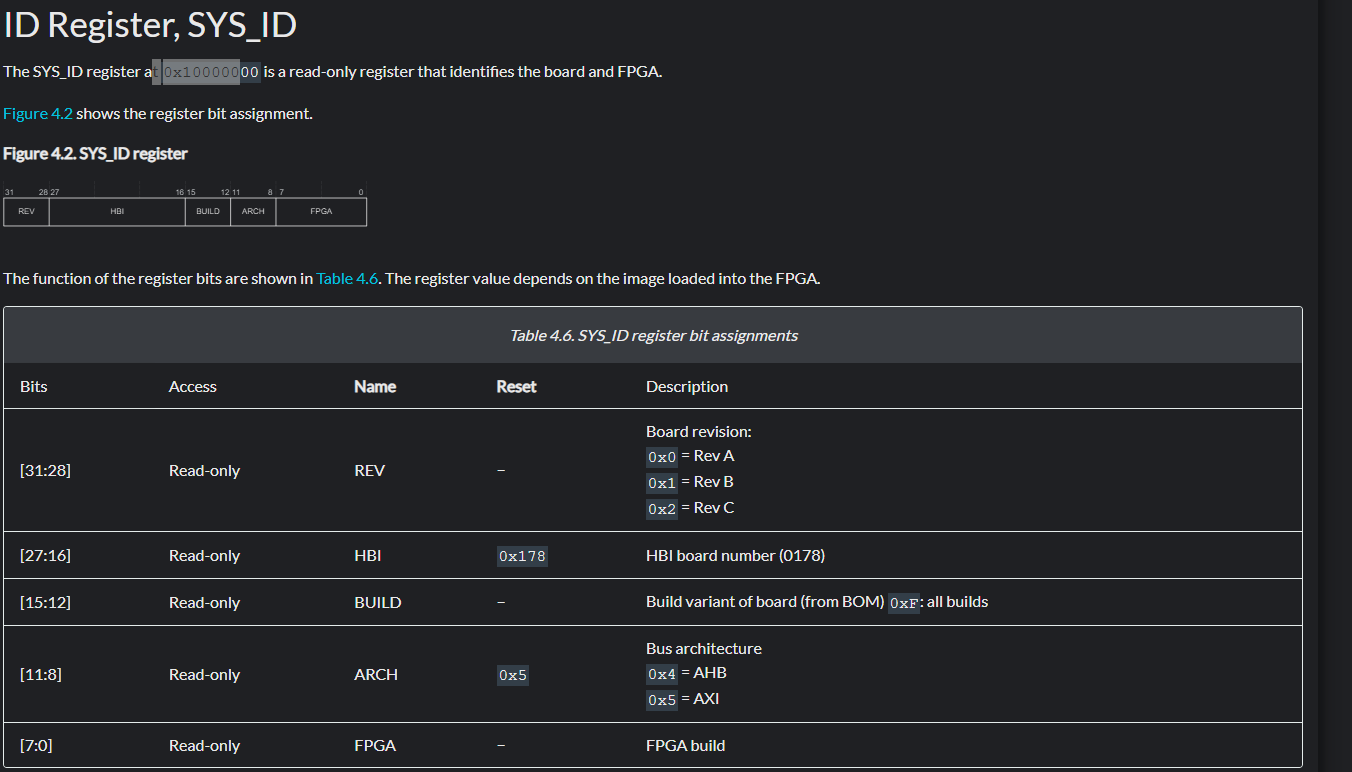 ID Register, SYS_ID
The SYS_ID register at 0x10000000 is a read-only register that identifies the board and FPGA.
Figure 4.2 shows the register bit assignment.
Figure 4.2. SYS_ID register
31 28 27 16 15 12 11 8 7 0
REV HBI BUILD ARCH FPGA
The function of the register bits are shown in Table 4.6. The register value depends on the image loaded into the FPGA.
Table 4.6. SYS_ID register bit assignments
Bits Access Name Reset Description
[31:28] Read-only REV – Board revision:
0x0 = Rev A
0x1 = Rev B
0x2 = Rev C
[27:16] Read-only HBI 0x178 HBI board number (0178)
[15:12] Read-only BUILD – Build variant of board (from BOM) 0xF: all builds
[11:8] Read-only ARCH 0x5 Bus architecture
0x4 = AHB
0x5 = AXI
[7:0] Read-only FPGA – FPGA build